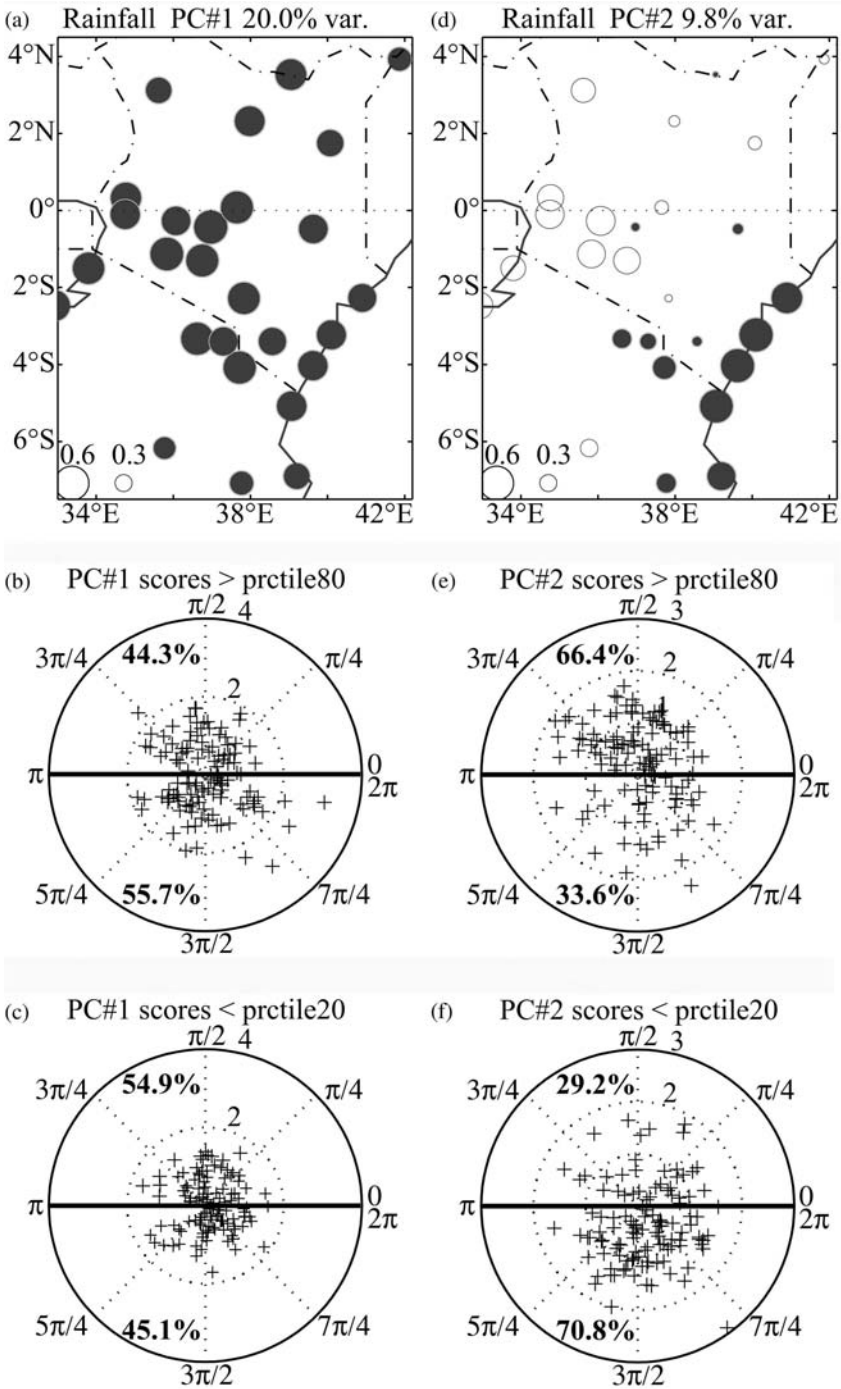 (a) Rainfall PC#1 20.0% var.
4°N
2°N
0°
2°S
4°S
6°S
0.6 0.3
34°E 38°E 42°E
(d) Rainfall PC#2 9.8% var.
4°N
2°N
0°
2°S
4°S
6°S
0.6 0.3
34°E 38°E 42°E
(b) PC#1 scores > prctile80
π/2 4
3π/4 44.3% π/4
2
π 0
2π
5π/4 55.7% 7π/4
3π/2
(e) PC#2 scores > prctile80
π/2 3
3π/4 66.4% π/4
2
1
π 0
2π
5π/4 33.6% 7π/4
3π/2
(c) PC#1 scores < prctile20
π/2 4
3π/4 54.9% π/4
2
π 0
2π
5π/4 45.1% 7π/4
3π/2
(f) PC#2 scores < prctile20
π/2 3
3π/4 29.2% π/4
2
π 0
2π
5π/4 70.8% 7π/4
3π/2